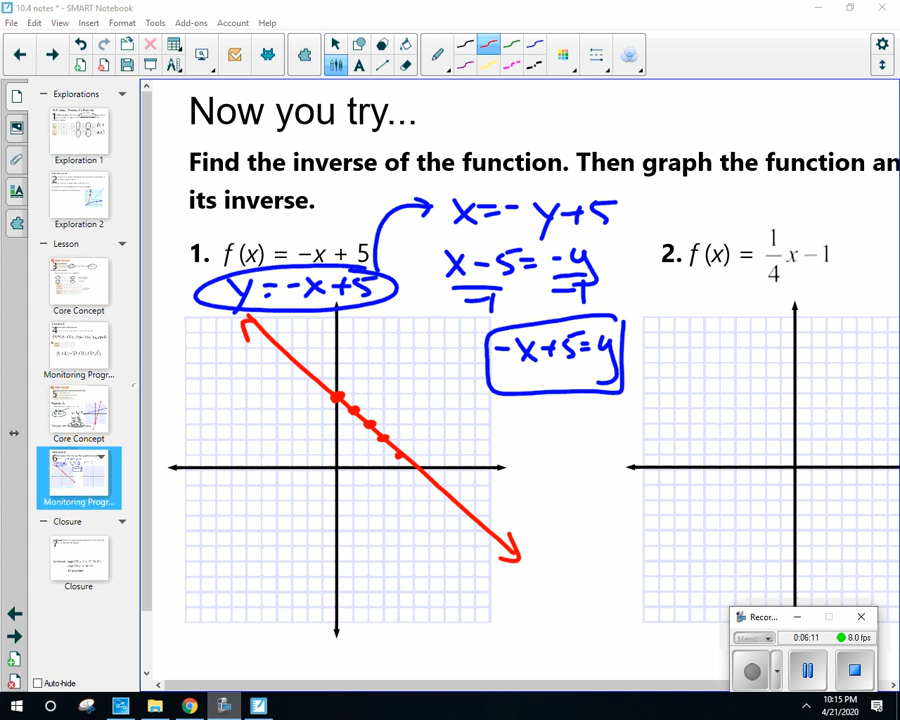 10.4 notes * - SMART Notebook
File Edit View Insert Format Tools Add-ons Account Help
Explorations
Exploration 1
Exploration 2
Lesson
Core Concept
Monitoring Progr...
Core Concept
Monitoring Progr...
Closure
Closure
Auto-hide
Now you try...
Find the inverse of the function. Then graph the function an
its inverse.
1. f(x) = −x + 5
y = -x+5
x = - y+5
x - 5 = -y
-1 -1
-x+5=y
2. f(x) = 1/4 x − 1
Recor...
Menu 0:06:11 8.0 fps
10:15 PM
4/21/2020